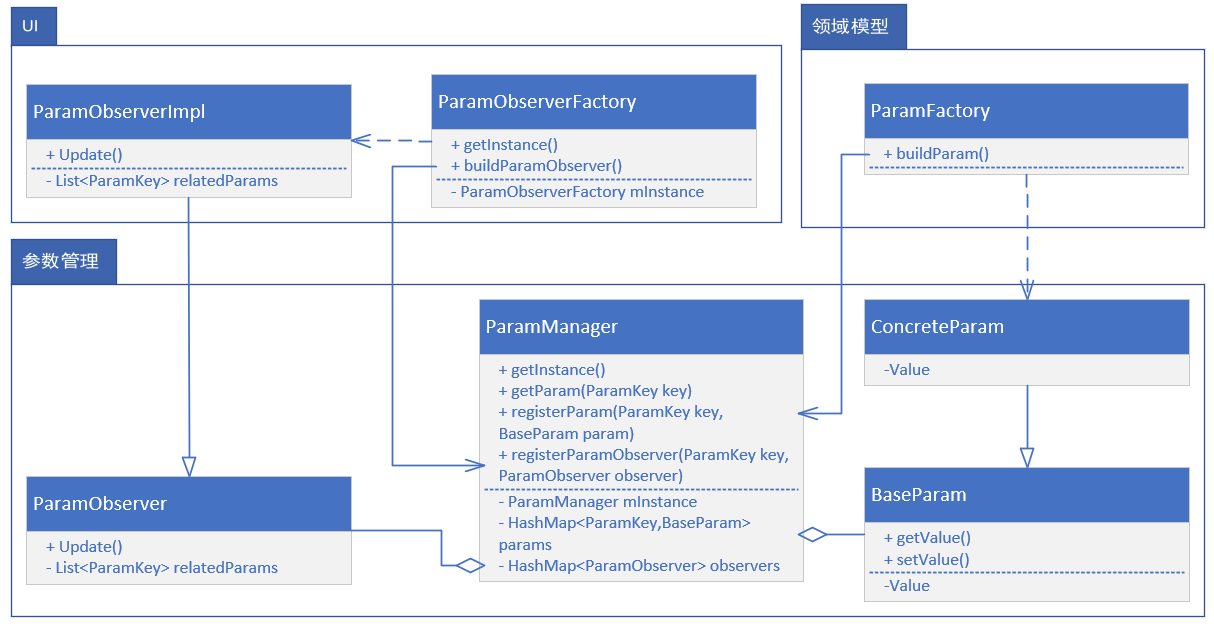 UI
ParamObserverImpl
+ Update()
- List<ParamKey> relatedParams
ParamObserverFactory
+ getInstance()
+ buildParamObserver()
- ParamObserverFactory mInstance
领域模型
ParamFactory
+ buildParam()
参数管理
ParamManager
+ getInstance()
+ getParam(ParamKey key)
+ registerParam(ParamKey key,
BaseParam param)
+ registerParamObserver(ParamKey key,
ParamObserver observer)
- ParamManager mInstance
- HashMap<ParamKey,BaseParam>
params
- HashMap<ParamObserver> observers
ConcreteParam
-Value
ParamObserver
+ Update()
- List<ParamKey> relatedParams
BaseParam
+ getValue()
+ setValue()
-Value